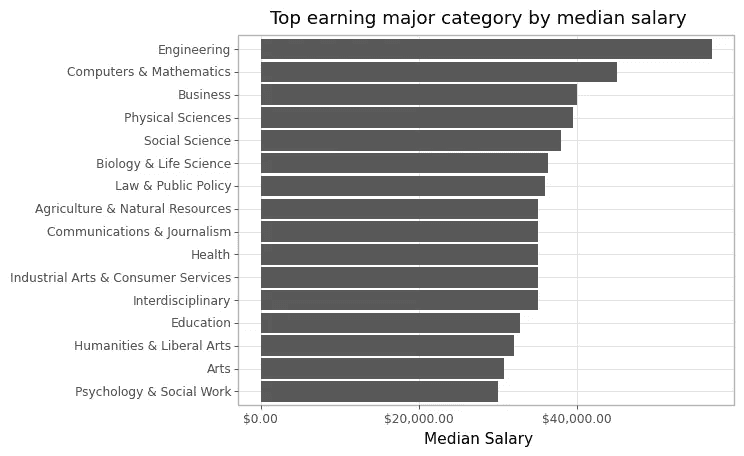 Top earning major category by median salary
Engineering
Computers & Mathematics
Business
Physical Sciences
Social Science
Biology & Life Science
Law & Public Policy
Agriculture & Natural Resources
Communications & Journalism
Health
Industrial Arts & Consumer Services
Interdisciplinary
Education
Humanities & Liberal Arts
Arts
Psychology & Social Work
$0.00 $20,000.00 $40,000.00
Median Salary